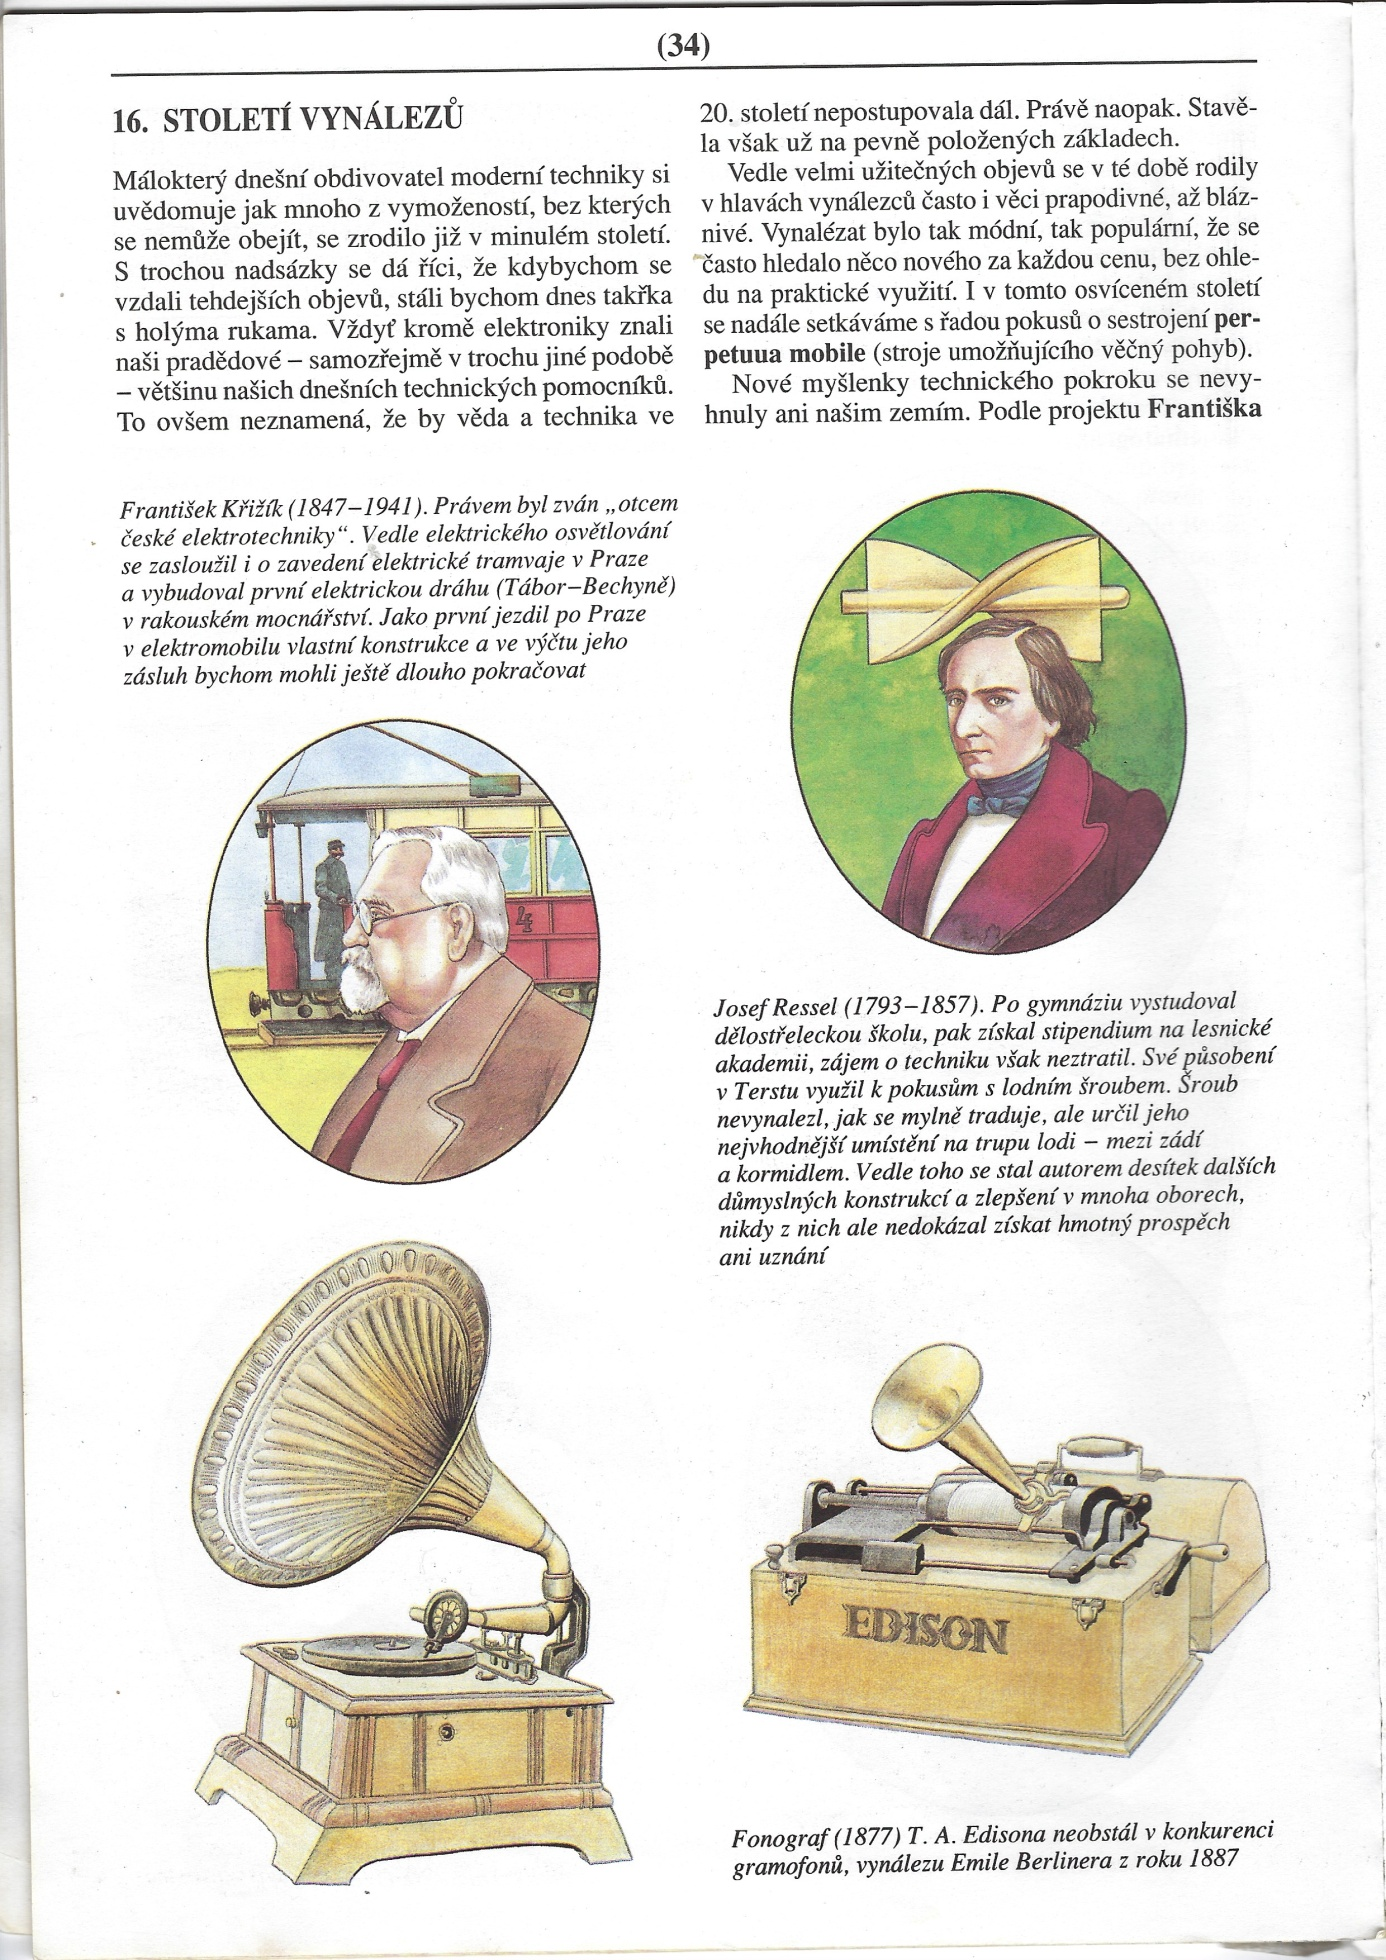 (34)
16. STOLETÍ VYNÁLEZŮ
Málokterý dnešní obdivovatel moderní techniky si
uvědomuje jak mnoho z vymožeností, bez kterých
se nemůže obejít, se zrodilo již v minulém století.
S trochou nadsázky se dá říci, že kdybychom se
vzdali tehdejších objevů, stáli bychom dnes takřka
s holýma rukama. Vždyť kromě elektroniky znali
naši pradědové – samozřejmě v trochu jiné podobě
– většinu našich dnešních technických pomocníků.
To ovšem neznamená, že by věda a technika ve
20. století nepostupovala dál. Právě naopak. Stavě-
la však už na pevně položených základech.
Vedle velmi užitečných objevů se v té době rodily
v hlavách vynálezců často i věci prapodivné, až bláz-
nivé. Vynalézat bylo tak módní, tak populární, že se
často hledalo něco nového za každou cenu, bez ohle-
du na praktické využití. I v tomto osvíceném století
se nadále setkáváme s řadou pokusů o sestrojení per-
petuua mobile (stroje umožňujícího věčný pohyb).
Nové myšlenky technického pokroku se nevy-
hnuly ani našim zemím. Podle projektu Františka
František Křižík (1847–1941). Právem byl zván „otcem
české elektrotechniky“. Vedle elektrického osvětlování
se zasloužil i o zavedení elektrické tramvaje v Praze
a vybudoval první elektrickou dráhu (Tábor–Bechyně)
v rakouském mocnářství. Jako první jezdil po Praze
v elektromobilu vlastní konstrukce a ve výčtu jeho
zásluh bychom mohli ještě dlouho pokračovat
4
Josef Ressel (1793–1857). Po gymnáziu vystudoval
dělostřeleckou školu, pak získal stipendium na lesnické
akademii, zájem o techniku však neztratil. Své působení
v Terstu využil k pokusům s lodním šroubem. Šroub
nevynalezl, jak se mylně traduje, ale určil jeho
nejvhodnější umístění na trupu lodi – mezi zádí
a kormidlem. Vedle toho se stal autorem desítek dalších
důmyslných konstrukcí a zlepšení v mnoha oborech,
nikdy z nich ale nedokázal získat hmotný prospěch
ani uznání
EDISON
Fonograf (1877) T. A. Edisona neobstál v konkurenci
gramofonů, vynálezu Emile Berlinera z roku 1887